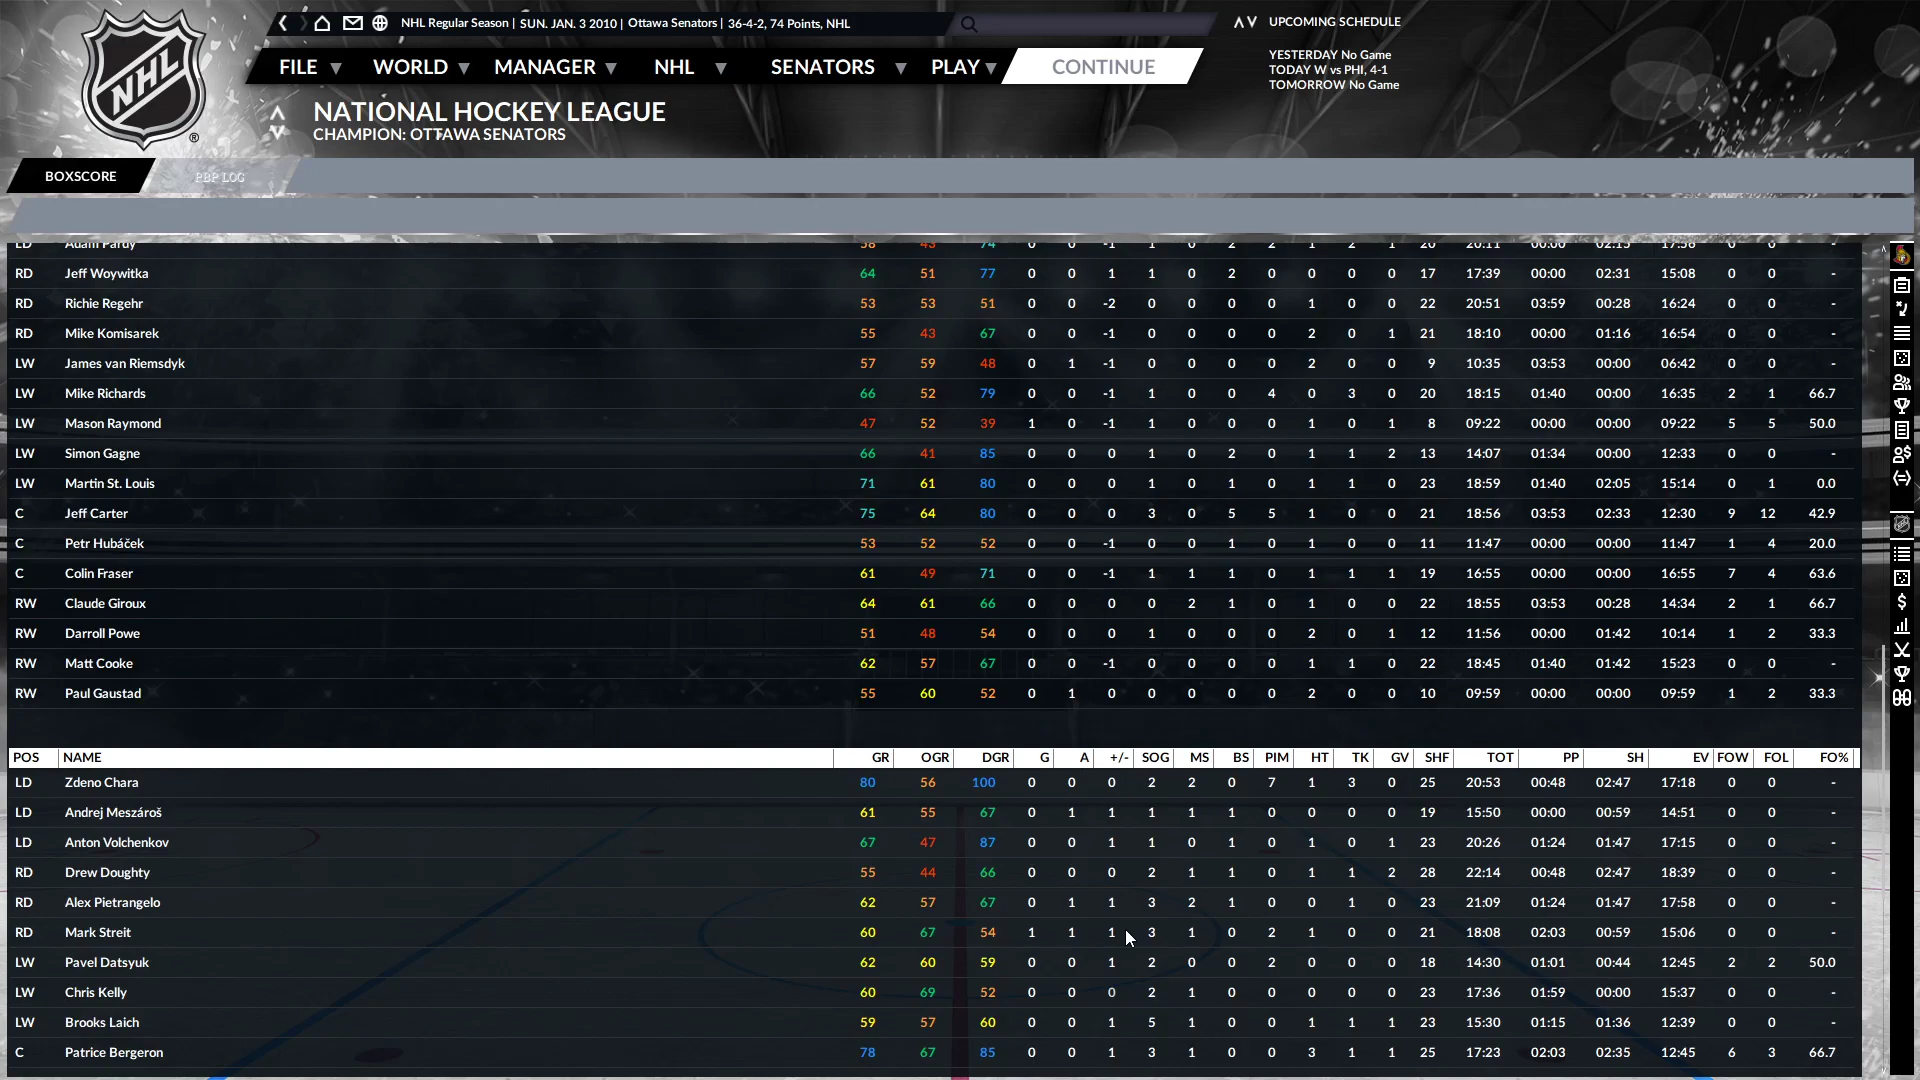 NHL Regular Season | SUN. JAN. 3 2010 | Ottawa Senators | 36-4-2, 74 Points, NHL
UPCOMING SCHEDULE
YESTERDAY No Game
TODAY W vs PHI, 4-1
TOMORROW No Game
FILE WORLD MANAGER NHL SENATORS PLAY CONTINUE
NHL
NATIONAL HOCKEY LEAGUE
CHAMPION: OTTAWA SENATORS
BOXSCORE PBP LOG
LD Adam Pardy 58 43 74 0 0 -1 1 0 2 2 1 2 1 20 20:11 00:00 02:15 17:56 0 0 -
RD Jeff Woywitka 64 51 77 0 0 1 1 0 2 0 0 0 0 17 17:39 00:00 02:31 15:08 0 0 -
RD Richie Regehr 53 53 51 0 0 -2 0 0 0 0 1 0 0 22 20:51 03:59 00:28 16:24 0 0 -
RD Mike Komisarek 55 43 67 0 0 -1 0 0 0 0 2 0 1 21 18:10 00:00 01:16 16:54 0 0 -
LW James van Riemsdyk 57 59 48 0 1 -1 0 0 0 0 2 0 0 9 10:35 03:53 00:00 06:42 0 0 -
LW Mike Richards 66 52 79 0 0 -1 1 0 0 4 0 3 0 20 18:15 01:40 00:00 16:35 2 1 66.7
LW Mason Raymond 47 52 39 1 0 -1 1 0 0 0 1 0 1 8 09:22 00:00 00:00 09:22 5 5 50.0
LW Simon Gagne 66 41 85 0 0 0 1 0 2 0 1 1 2 13 14:07 01:34 00:00 12:33 0 0 -
LW Martin St. Louis 71 61 80 0 0 0 1 0 1 0 1 1 0 23 18:59 01:40 02:05 15:14 0 1 0.0
C Jeff Carter 75 64 80 0 0 0 3 0 5 5 1 0 0 21 18:56 03:53 02:33 12:30 9 12 42.9
C Petr Hubáček 53 52 52 0 0 -1 0 0 1 0 1 0 0 11 11:47 00:00 00:00 11:47 1 4 20.0
C Colin Fraser 61 49 71 0 0 -1 1 1 1 0 1 1 1 19 16:55 00:00 00:00 16:55 7 4 63.6
RW Claude Giroux 64 61 66 0 0 0 0 2 1 0 1 0 0 22 18:55 03:53 00:28 14:34 2 1 66.7
RW Darroll Powe 51 48 54 0 0 0 1 0 0 0 2 0 1 12 11:56 00:00 01:42 10:14 1 2 33.3
RW Matt Cooke 62 57 67 0 0 -1 0 0 0 0 1 1 0 22 18:45 01:40 01:42 15:23 0 0 -
RW Paul Gaustad 55 60 52 0 1 0 0 0 0 0 2 0 0 10 09:59 00:00 00:00 09:59 1 2 33.3
POS NAME GR OGR DGR G A +/- SOG MS BS PIM HT TK GV SHF TOT PP SH EV FOW FOL FO%
LD Zdeno Chara 80 56 100 0 0 0 2 2 0 7 1 3 0 25 20:53 00:48 02:47 17:18 0 0 -
LD Andrej Meszároš 61 55 67 0 1 1 1 1 1 0 0 0 0 19 15:50 00:00 00:59 14:51 0 0 -
LD Anton Volchenkov 67 47 87 0 0 1 1 0 1 0 1 0 1 23 20:26 01:24 01:47 17:15 0 0 -
RD Drew Doughty 55 44 66 0 0 0 2 1 1 0 1 1 2 28 22:14 00:48 02:47 18:39 0 0 -
RD Alex Pietrangelo 62 57 67 0 1 1 3 2 1 0 0 1 0 23 21:09 01:24 01:47 17:58 0 0 -
RD Mark Streit 60 67 54 1 1 1 3 1 0 2 1 0 0 21 18:08 02:03 00:59 15:06 0 0 -
LW Pavel Datsyuk 62 60 59 0 0 1 2 0 0 2 0 0 0 18 14:30 01:01 00:44 12:45 2 2 50.0
LW Chris Kelly 60 69 52 0 0 0 2 1 0 0 0 0 0 23 17:36 01:59 00:00 15:37 0 0 -
LW Brooks Laich 59 57 60 0 0 1 5 1 0 0 1 1 1 23 15:30 01:15 01:36 12:39 0 0 -
C Patrice Bergeron 78 67 85 0 0 1 3 1 0 0 3 1 1 25 17:23 02:03 02:35 12:45 6 3 66.7